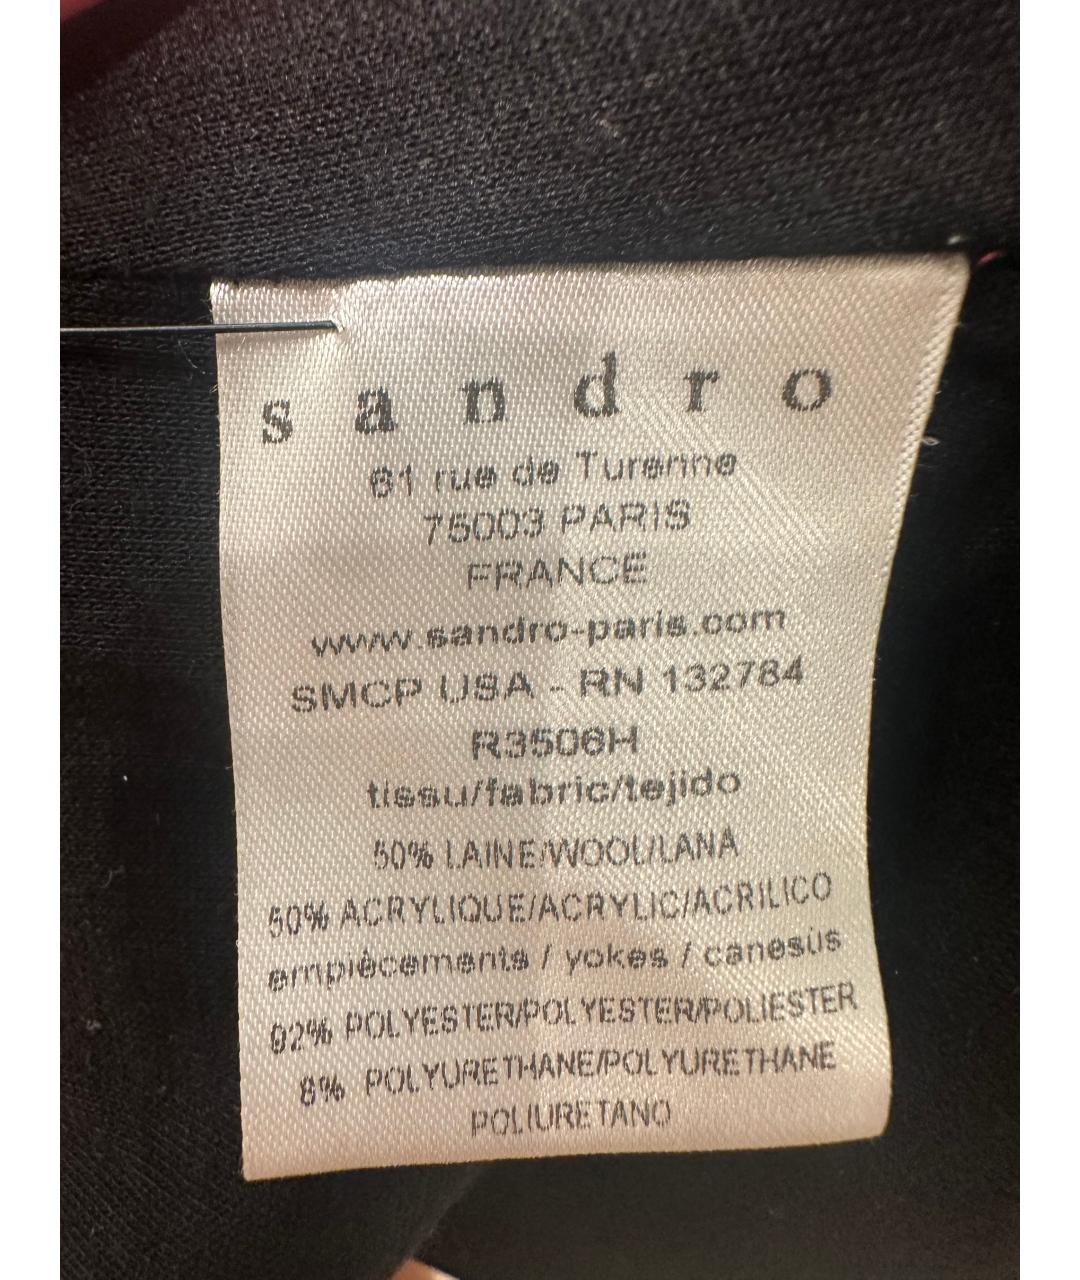 sandro
61 rue de Turenne
75003 PARIS
FRANCE
www.sandro-paris.com
SMCP USA - RN 132784
R3506H
tissu/fabric/tejido
50% LAINE/WOOL/LANA
50% ACRYLIQUE/ACRYLIC/ACRILICO
empiècements / yokes / canesús
92% POLYESTER/POLYESTER/POLIESTER
8% POLYURETHANE/POLYURETHANE
POLIURETANO